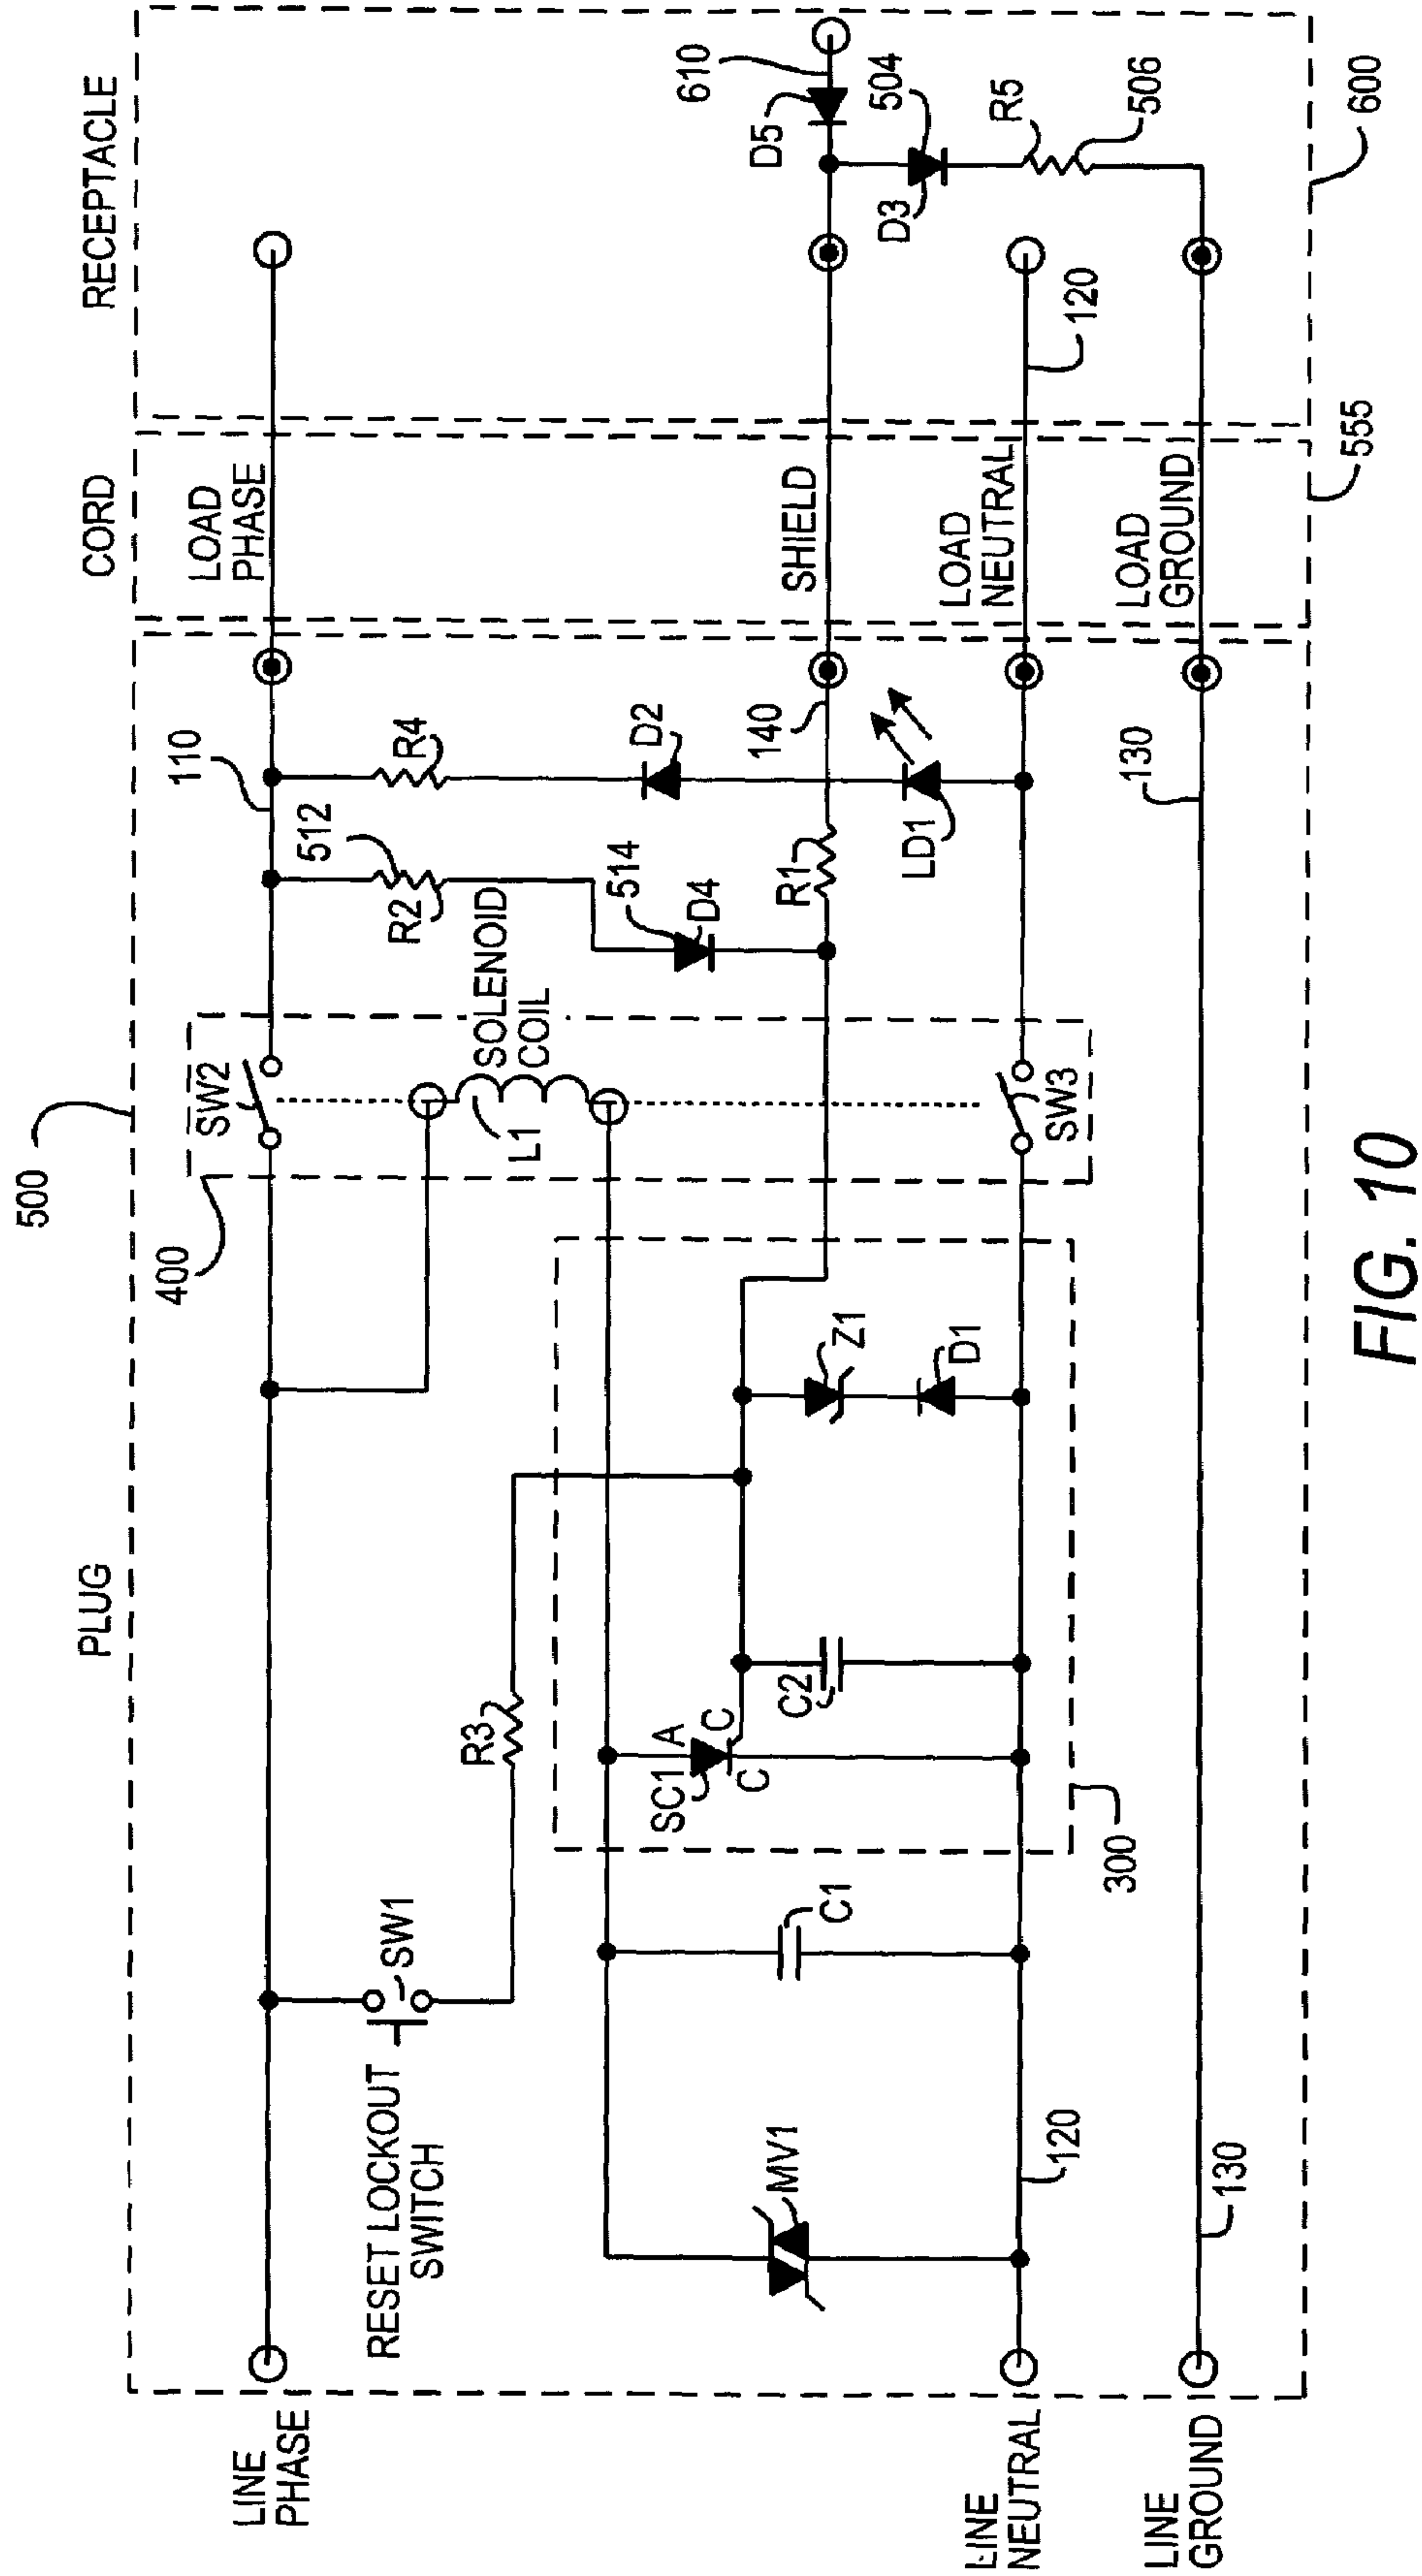 PLUG
CORD
RECEPTACLE
500
400
110
LINE
PHASE
SW2
LOAD
PHASE
RESET LOCKOUT
SWITCH
SW1
R3
L1
SOLENOID
COIL
512
R2
R4
514
D4
D2
SC1
A
C
C
C2
Z1
D1
MV1
C1
R1
140
SHIELD
D5
610
504
D3
R5
506
LD1
LINE
NEUTRAL
120
300
SW3
LOAD
NEUTRAL
120
LINE
GROUND
130
130
LOAD
GROUND
555
600
FIG. 10